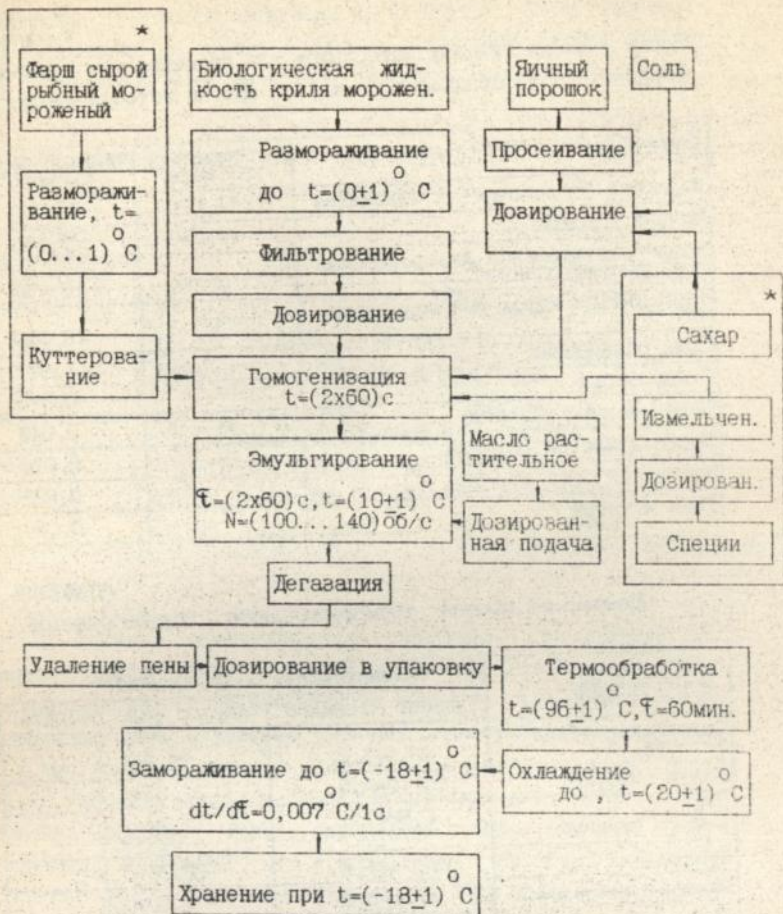 *
Фарш сырой
рыбный мо-
роженый
Разморажи-
вание, t=
(0...1) °C
Куттерова-
ние
Биологическая жид-
кость криля морожен.
Размораживание
до t=(0±1) °C
Фильтрование
Дозирование
Гомогенизация
t=(2x60)с
Эмульгирование
τ=(2x60)с,t=(10±1) °C
N=(100...140)об/с
Яичный
порошок
Просеивание
Соль
Дозирование
*
Сахар
Измельчен.
Дозирован.
Специи
Масло рас-
тительное
Дозирован-
ная подача
Дегазация
Удаление пены
Дозирование в упаковку
Термообработка
t=(96±1) °C,τ=60мин.
Охлаждение
до , t=(20±1) °C
Замораживание до t=(-18±1) °C
dt/dτ=0,007 °C/1с
Хранение при t=(-18±1) °C